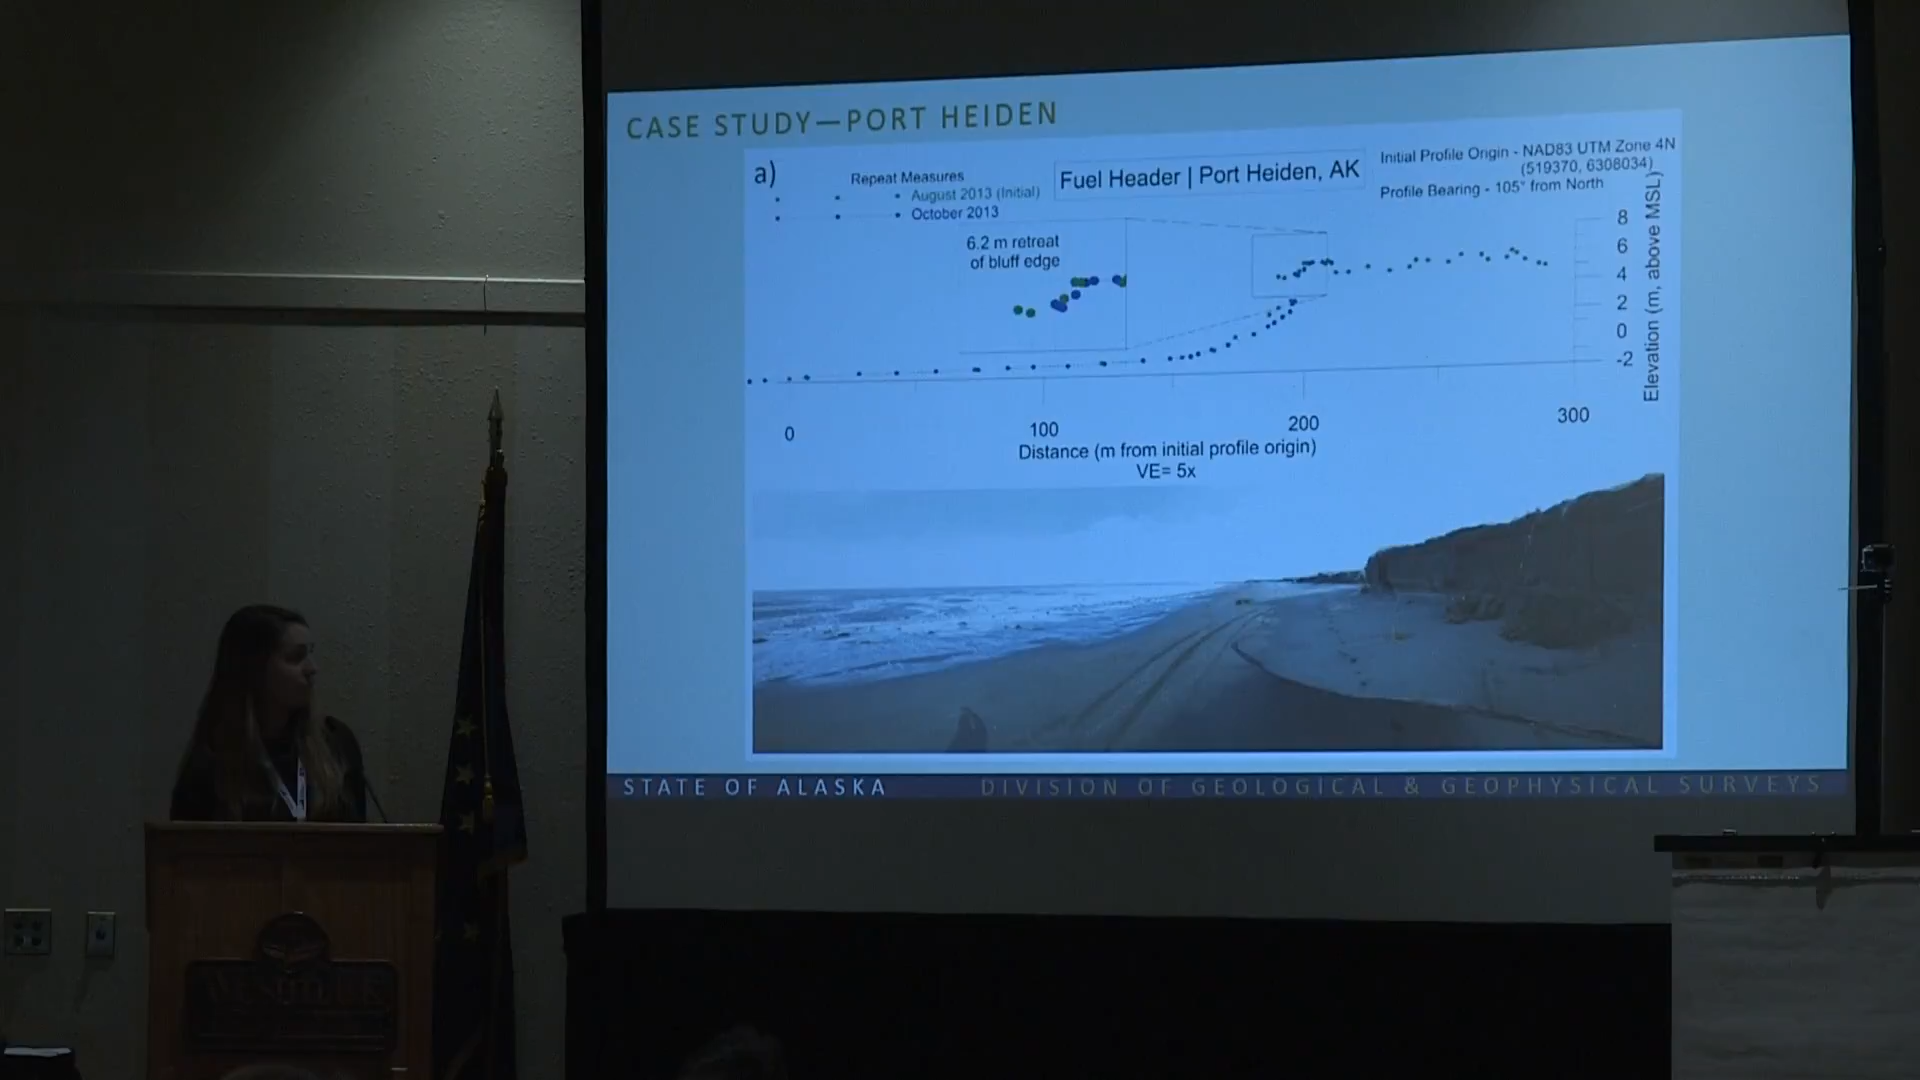 CASE STUDY—PORT HEIDEN
a)
Repeat Measures
August 2013 (Initial)
October 2013
Fuel Header | Port Heiden, AK
Initial Profile Origin - NAD83 UTM Zone 4N
(519370, 6308034)
Profile Bearing - 105° from North
6.2 m retreat
of bluff edge
8
6
4
2
0
-2
Elevation (m, above MSL)
0
100
200
300
Distance (m from initial profile origin)
VE= 5x
STATE OF ALASKA
DIVISION OF GEOLOGICAL & GEOPHYSICAL SURVEYS